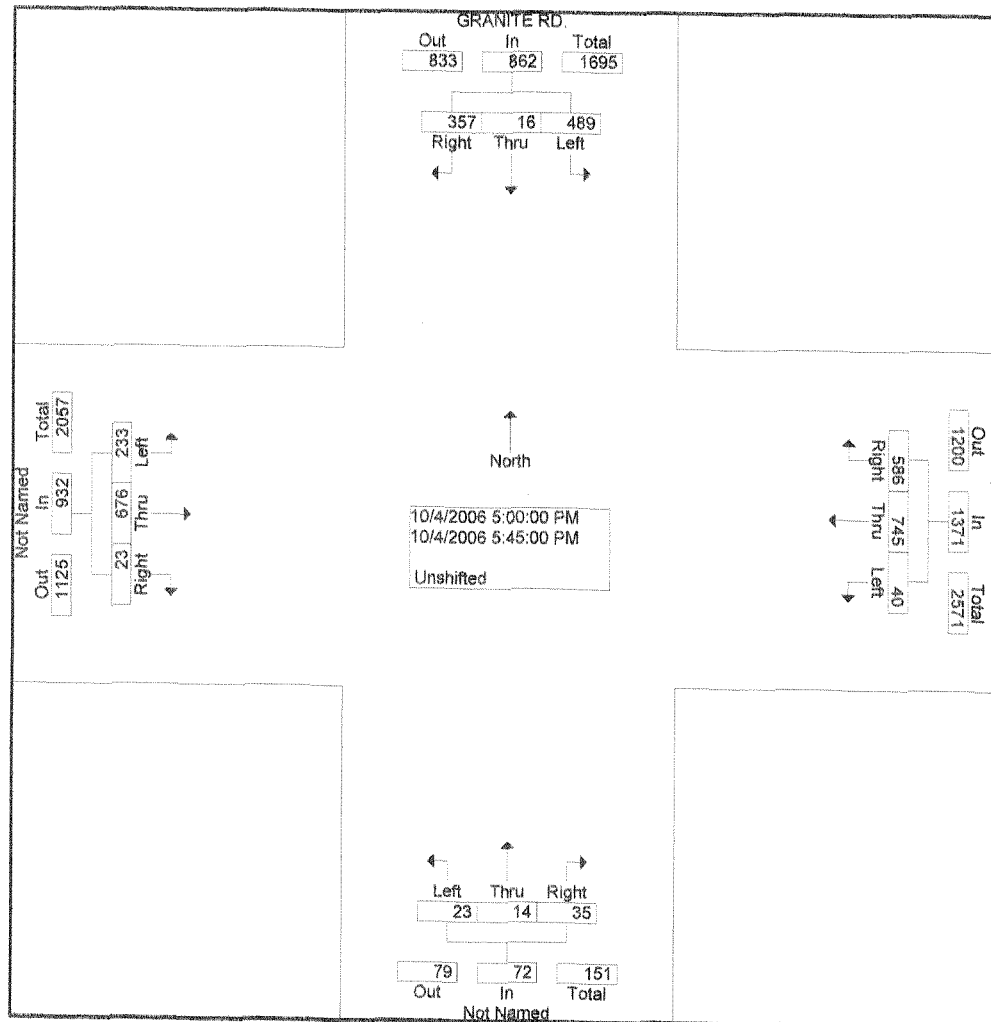 GRANITE RD.
Out In Total
833 862 1695
357 16 489
Right Thru Left
Total In Out
2057 932 1125
Not Named
233 676 23
Left Thru Right
North
10/4/2006 5:00:00 PM
10/4/2006 5:45:00 PM
Unshifted
Right Thru Left
586 745 40
Out In Total
1200 1371 2571
Left Thru Right
23 14 35
79 72 151
Out In Total
Not Named